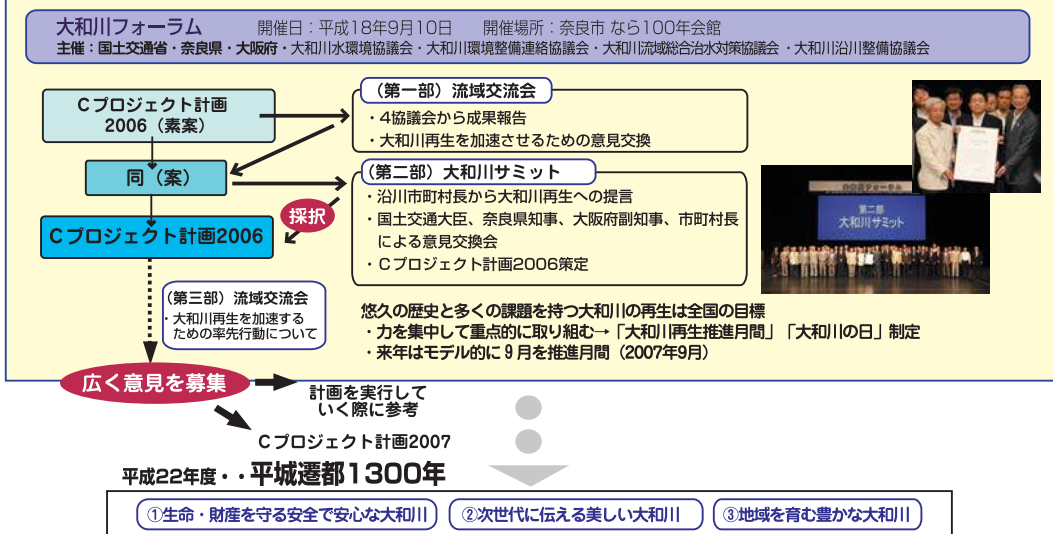 大和川フォーラム 開催日：平成18年9月10日 開催場所：奈良市 なら100年会館
主催：国土交通省・奈良県・大阪府・大和川水環境協議会・大和川環境整備連絡協議会・大和川流域総合治水対策協議会・大和川沿川整備協議会
Ｃプロジェクト計画
2006（素案）
（第一部）流域交流会
・４協議会から成果報告
・大和川再生を加速させるための意見交換
同（案）
（第二部）大和川サミット
・沿川市町村長から大和川再生への提言
・国土交通大臣、奈良県知事、大阪府副知事、市町村長
による意見交換会
・Ｃプロジェクト計画2006策定
採択
Ｃプロジェクト計画2006
第二部
大和川サミット
（第三部）流域交流会
・大和川再生を加速する
ための率先行動について
悠久の歴史と多くの課題を持つ大和川の再生は全国の目標
・力を集中して重点的に取り組む→「大和川再生推進月間」「大和川の日」制定
・来年はモデル的に９月を推進月間（2007年9月）
広く意見を募集
計画を実行して
いく際に参考
Ｃプロジェクト計画2007
平成22年度・・平城遷都1300年
①生命・財産を守る安全で安心な大和川
②次世代に伝える美しい大和川
③地域を育む豊かな大和川